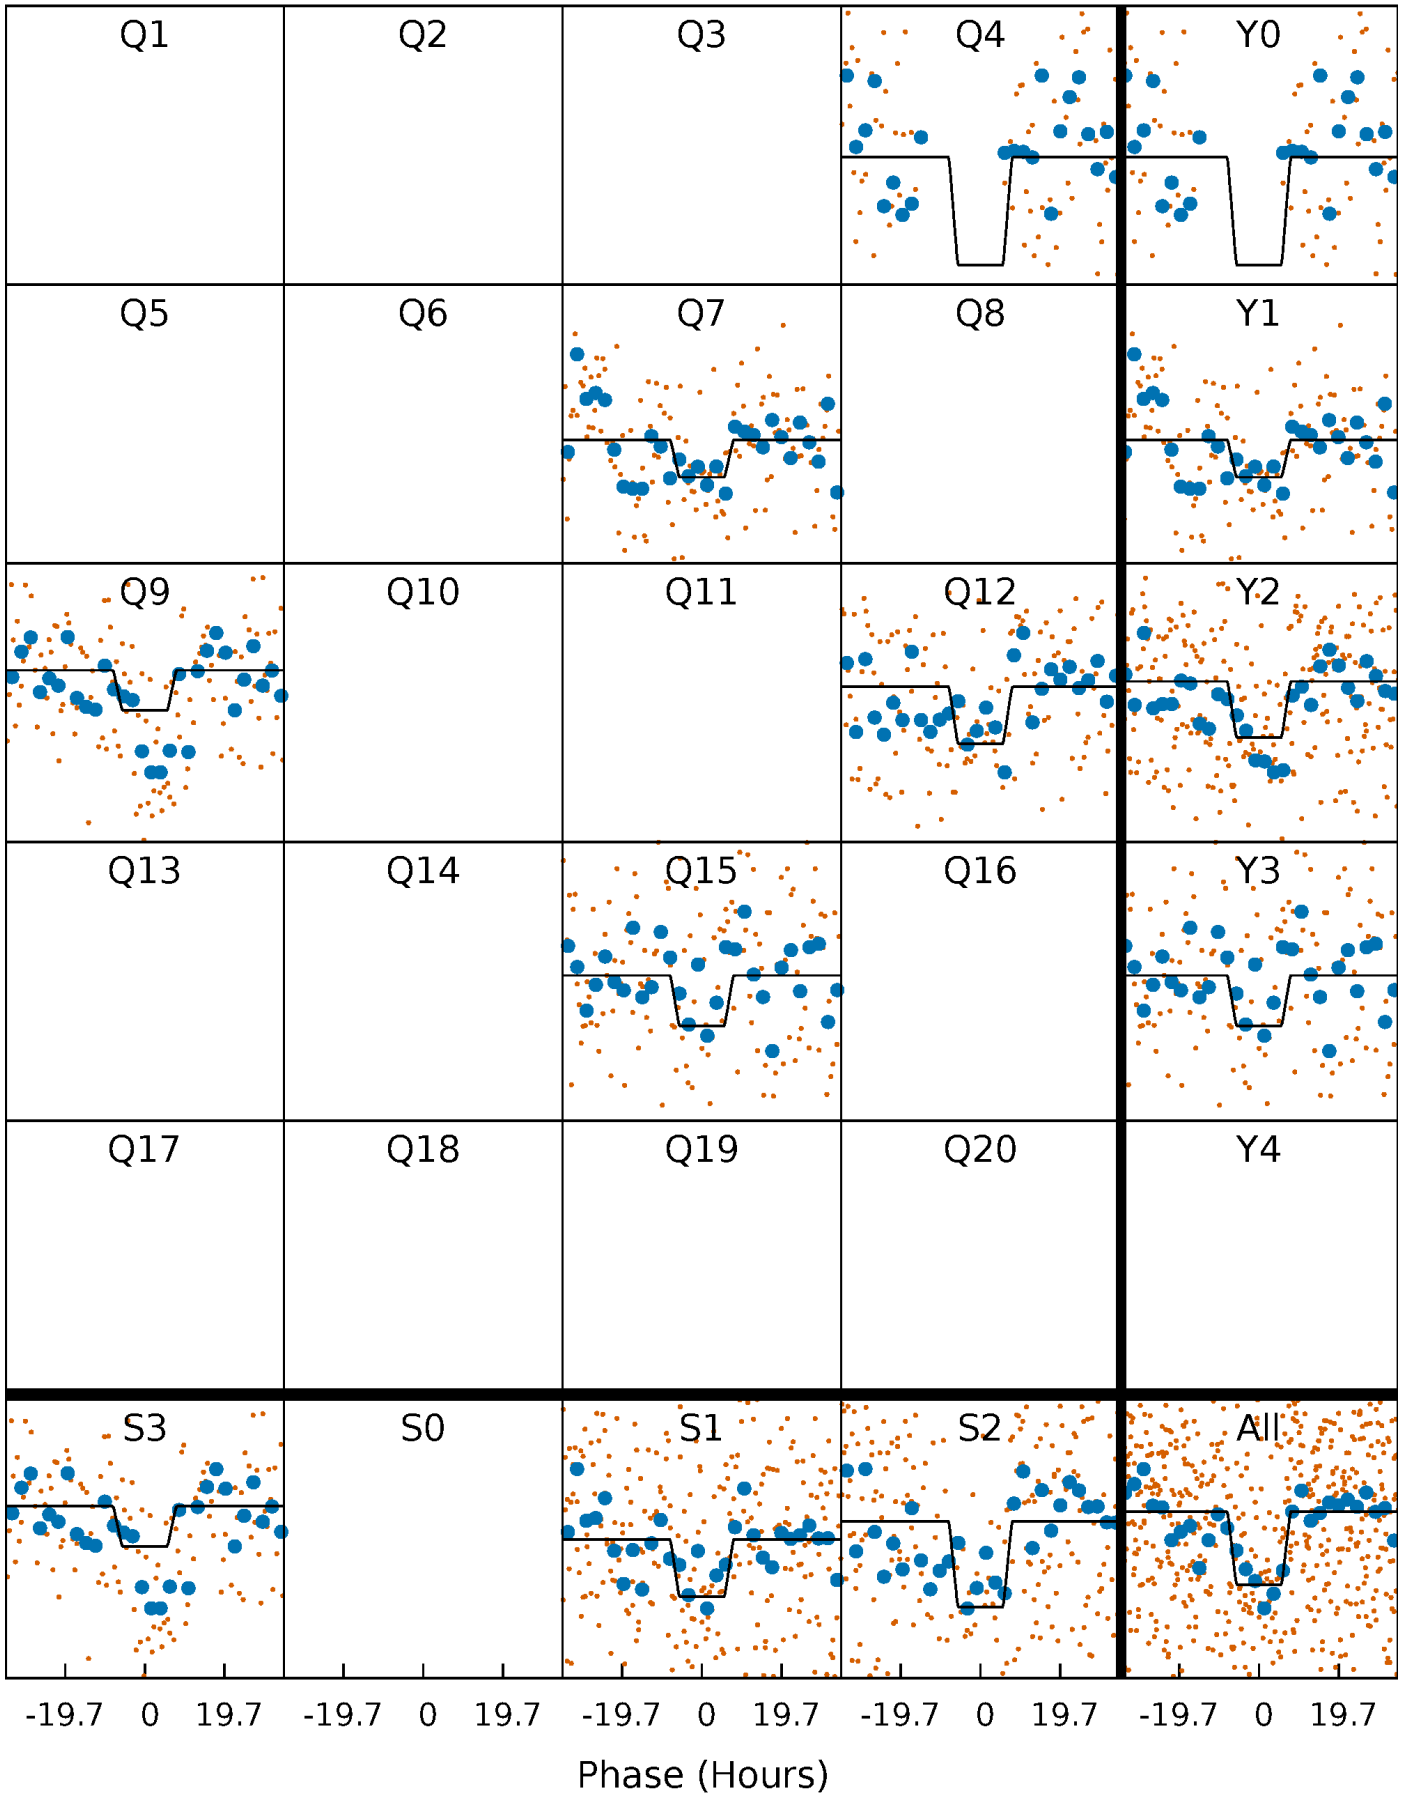 Q1 Q2 Q3 Q4 Y0
Q5 Q6 Q7 Q8 Y1
Q9 Q10 Q11 Q12 Y2
Q13 Q14 Q15 Q16 Y3
Q17 Q18 Q19 Q20 Y4
S3 S0 S1 S2 All
-19.7 0 19.7 -19.7 0 19.7 -19.7 0 19.7 -19.7 0 19.7 -19.7 0 19.7
Phase (Hours)